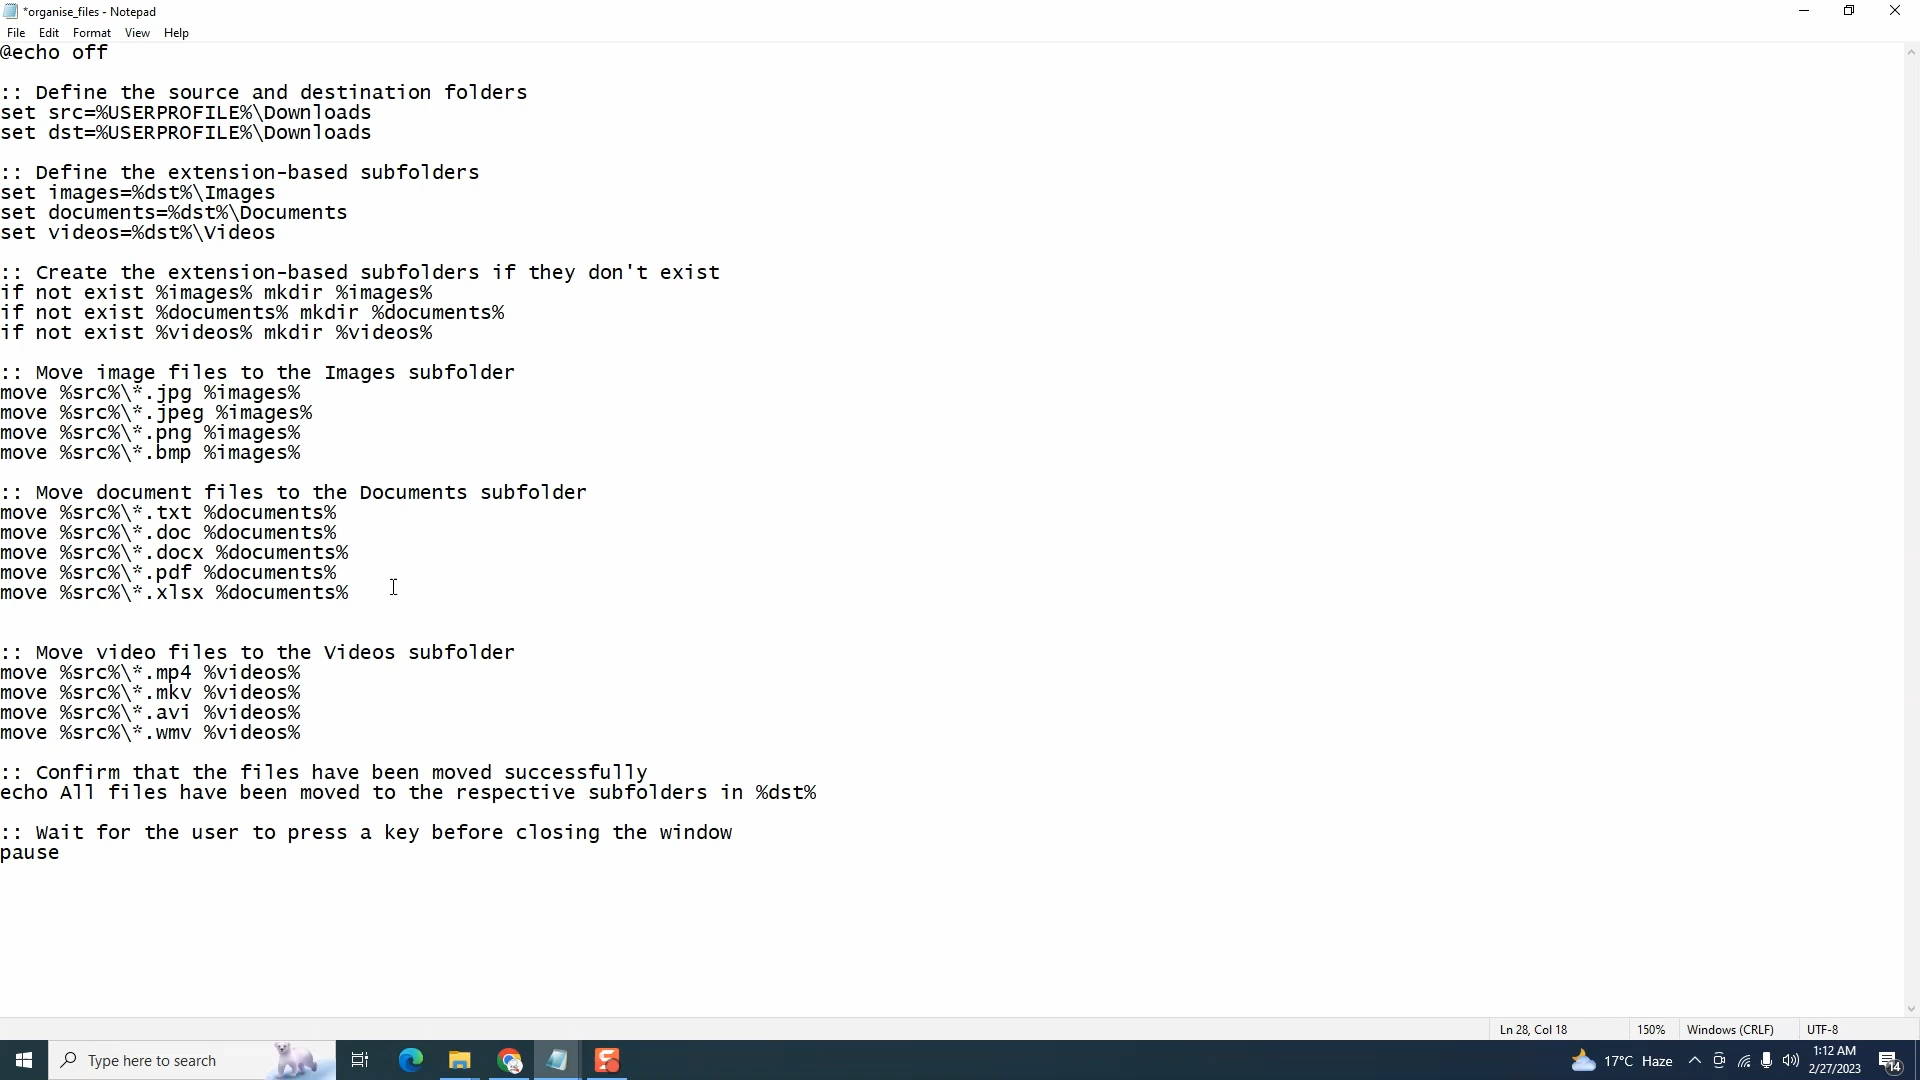 *organise_files - Notepad
File Edit Format View Help
@echo off
:: Define the source and destination folders
set src=%USERPROFILE%\Downloads
set dst=%USERPROFILE%\Downloads
:: Define the extension-based subfolders
set images=%dst%\Images
set documents=%dst%\Documents
set videos=%dst%\Videos
:: Create the extension-based subfolders if they don't exist
if not exist %images% mkdir %images%
if not exist %documents% mkdir %documents%
if not exist %videos% mkdir %videos%
:: Move image files to the Images subfolder
move %src%\*.jpg %images%
move %src%\*.jpeg %images%
move %src%\*.png %images%
move %src%\*.bmp %images%
:: Move document files to the Documents subfolder
move %src%\*.txt %documents%
move %src%\*.doc %documents%
move %src%\*.docx %documents%
move %src%\*.pdf %documents%
move %src%\*.xlsx %documents%
:: Move video files to the Videos subfolder
move %src%\*.mp4 %videos%
move %src%\*.mkv %videos%
move %src%\*.avi %videos%
move %src%\*.wmv %videos%
:: Confirm that the files have been moved successfully
echo All files have been moved to the respective subfolders in %dst%
:: Wait for the user to press a key before closing the window
pause
Ln 28, Col 18 150% Windows (CRLF) UTF-8
Type here to search 17°C Haze 1:12 AM 14
2/27/2023